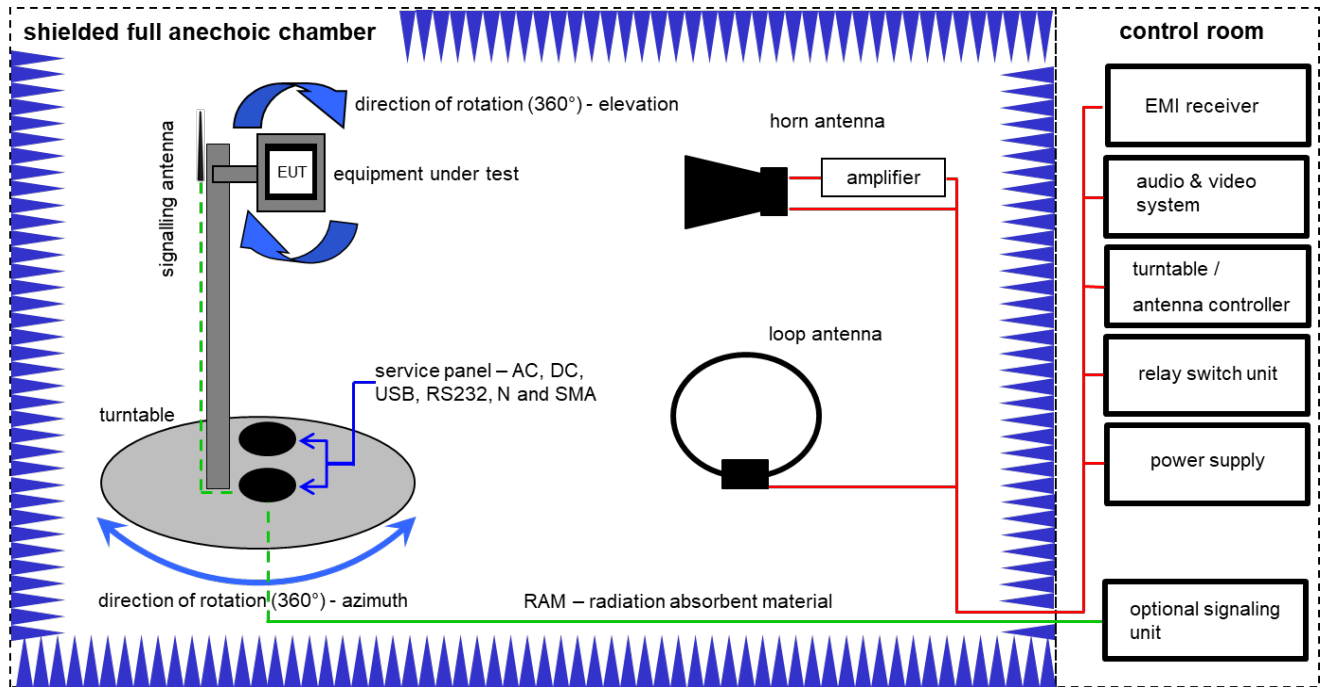 shielded full anechoic chamber
control room
direction of rotation (360°) - elevation
signalling antenna
EUT
equipment under test
horn antenna
amplifier
EMI receiver
audio & video
system
turntable /
antenna controller
loop antenna
relay switch unit
service panel – AC, DC,
USB, RS232, N and SMA
turntable
power supply
direction of rotation (360°) - azimuth
RAM – radiation absorbent material
optional signaling
unit